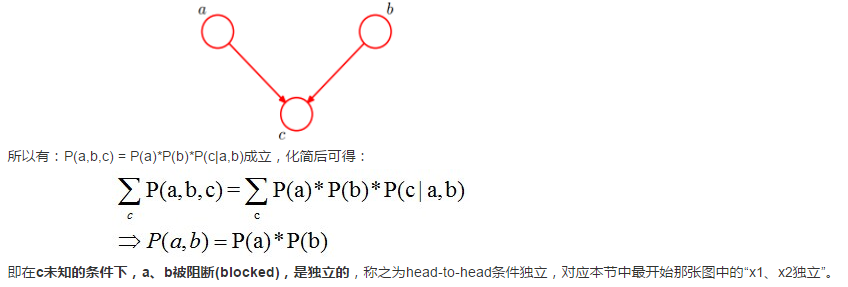 a b
c
所以有：P(a,b,c) = P(a)*P(b)*P(c|a,b)成立，化简后可得：
∑c P(a,b,c) = ∑c P(a)* P(b)* P(c | a,b)
⇒ P(a,b) = P(a)* P(b)
即在c未知的条件下，a、b被阻断(blocked)，是独立的，称之为head-to-head条件独立，对应本节中最开始那张图中的“x1、x2独立”。